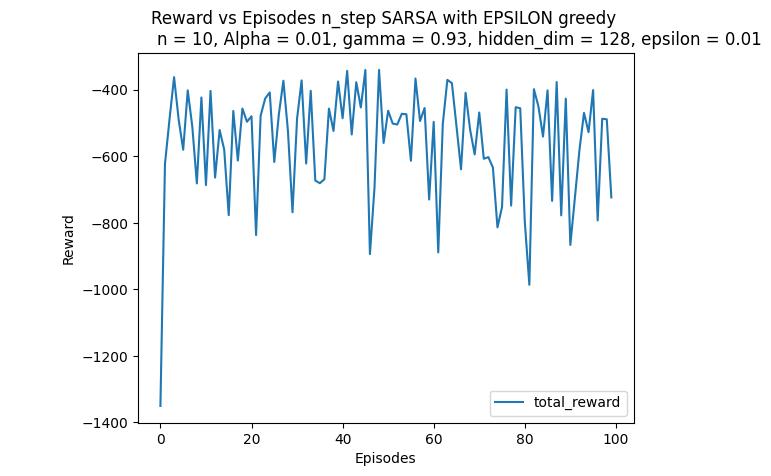 Reward vs Episodes n_step SARSA with EPSILON greedy
n = 10, Alpha = 0.01, gamma = 0.93, hidden_dim = 128, epsilon = 0.01
−400
−600
−800
−1000
−1200
−1400
Reward
0 20 40 60 80 100
Episodes
total_reward